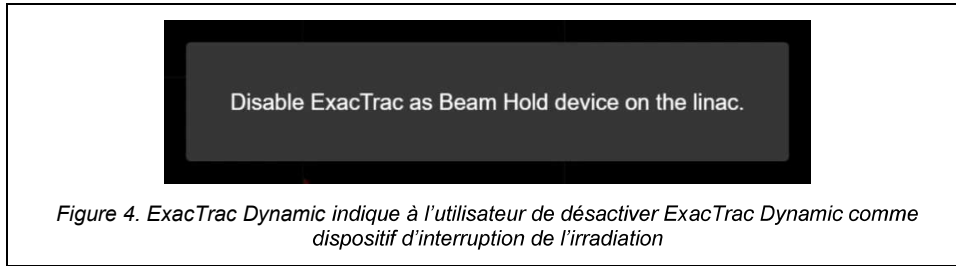 Disable ExacTrac as Beam Hold device on the linac.
Figure 4. ExacTrac Dynamic indique à l'utilisateur de désactiver ExacTrac Dynamic comme
dispositif d'interruption de l'irradiation